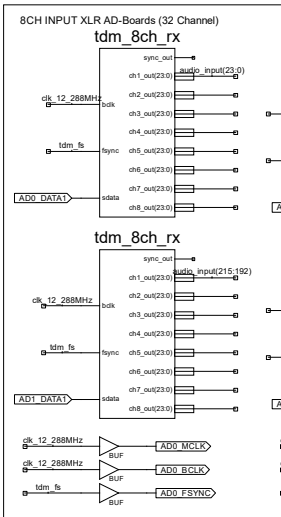 8CH INPUT XLR AD-Boards (32 Channel)
tdm_8ch_rx
sync_out
audio_input(23:0)
ch1_out(23:0)
clk_12_288MHz
bclk
ch2_out(23:0)
ch3_out(23:0)
ch4_out(23:0)
tdm_fs
fsync
ch5_out(23:0)
ch6_out(23:0)
ch7_out(23:0)
AD0_DATA1
sdata
ch8_out(23:0)
A
tdm_8ch_rx
sync_out
audio_input(215:192)
ch1_out(23:0)
clk_12_288MHz
bclk
ch2_out(23:0)
ch3_out(23:0)
ch4_out(23:0)
tdm_fs
fsync
ch5_out(23:0)
ch6_out(23:0)
ch7_out(23:0)
AD1_DATA1
sdata
ch8_out(23:0)
A
clk_12_288MHz
AD0_MCLK
BUF
clk_12_288MHz
AD0_BCLK
BUF
tdm_fs
AD0_FSYNC
BUF